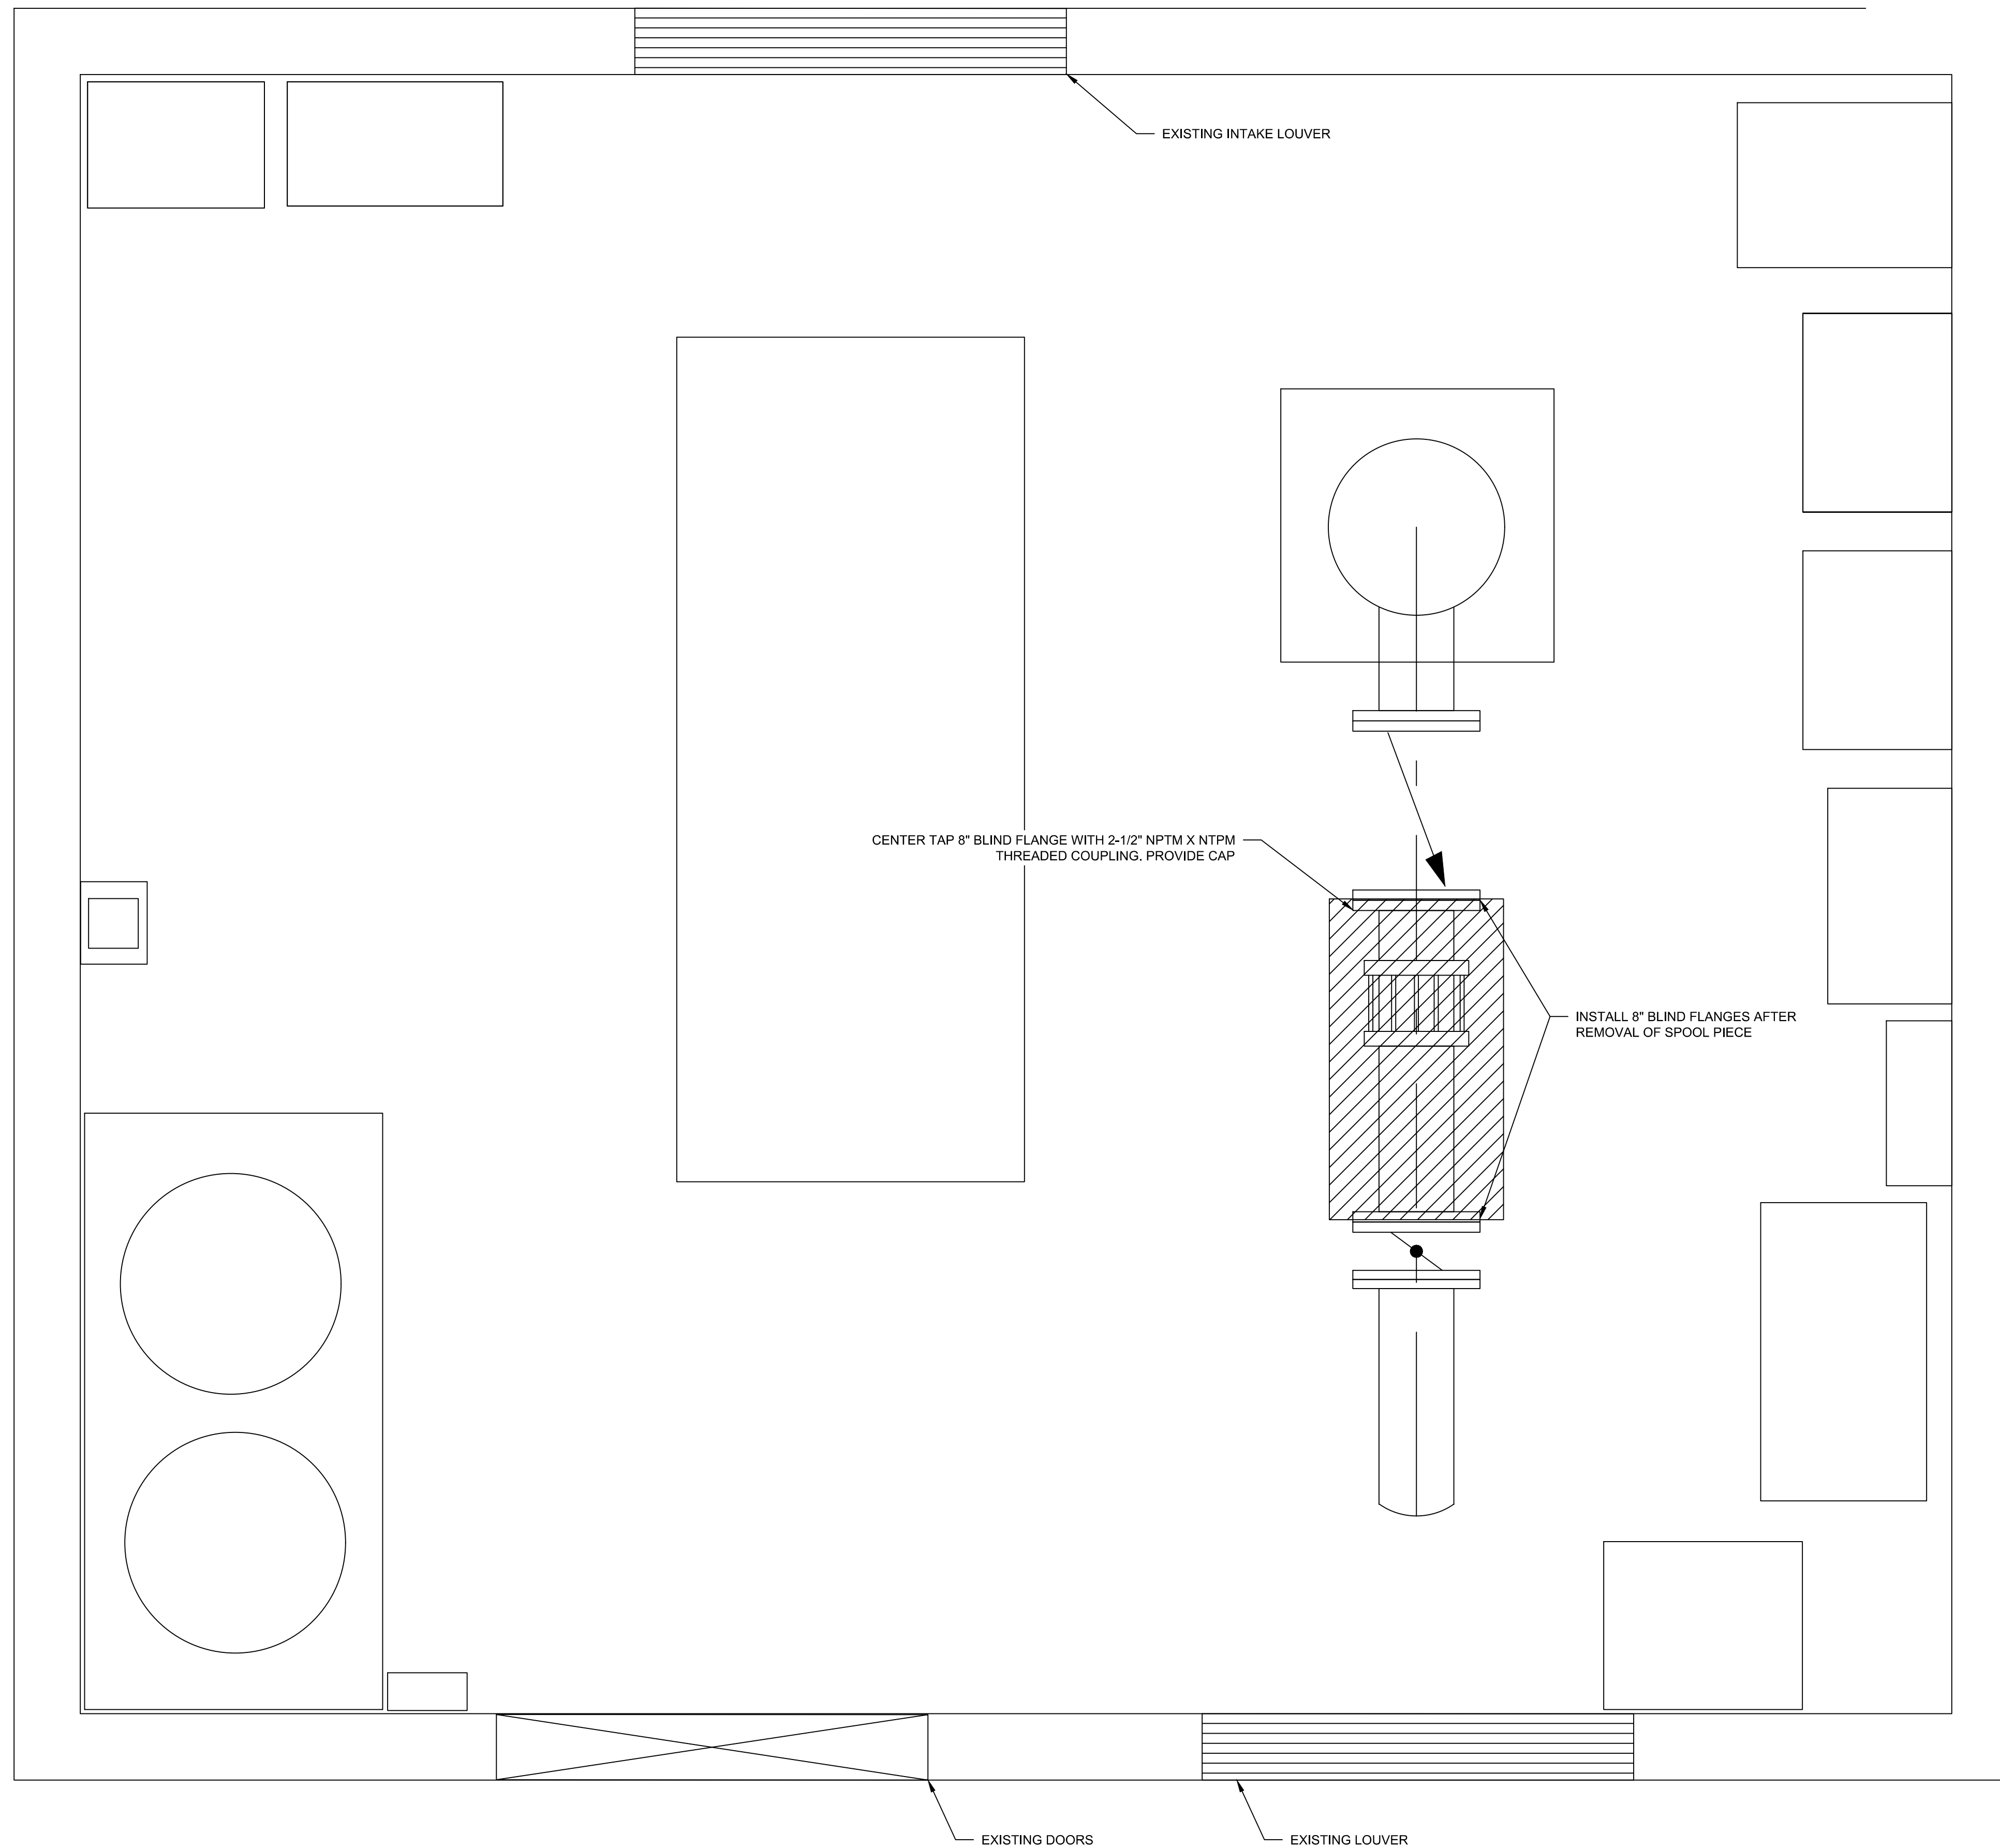 EXISTING INTAKE LOUVER
CENTER TAP 8" BLIND FLANGE WITH 2-1/2" NPTM X NTPM
THREADED COUPLING. PROVIDE CAP
INSTALL 8" BLIND FLANGES AFTER
REMOVAL OF SPOOL PIECE
EXISTING DOORS
EXISTING LOUVER